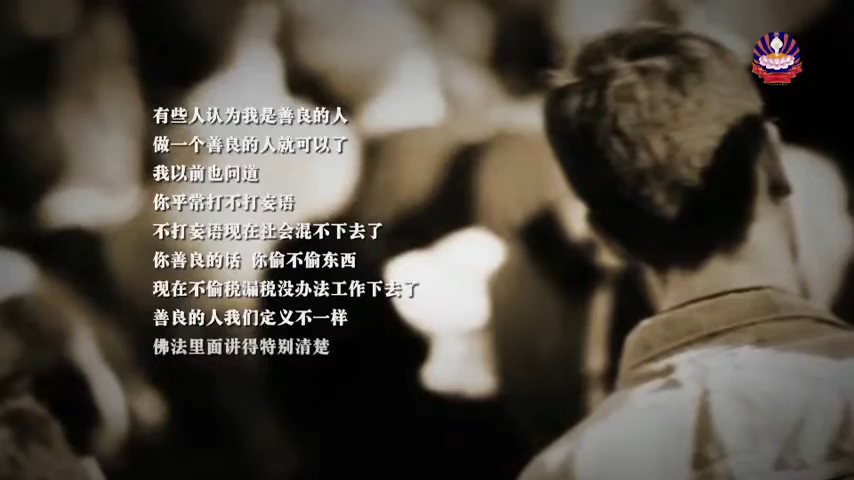 有些人认为我是善良的人
做一个善良的人就可以了
我以前也问道
你平常打不打妄语
不打妄语现在社会混不下去了
你善良的话 你偷不偷东西
现在不偷税漏税没办法工作下去了
善良的人我们定义不一样
佛法里面讲得特别清楚